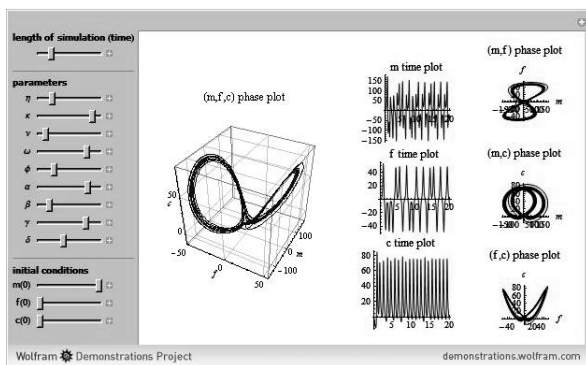 length of simulation (time)
parameters
η
κ
ν
ω
ϕ
α
β
γ
δ
initial conditions
m(0)
f(0)
c(0)
(m,f,c) phase plot
c
50
0
−50
0
f
50
−100
0
m
100
m time plot
150
100
50
−50
−100
−150
5 10 15 20
f time plot
40
20
−20
−40
5 10 15 20
c time plot
80
60
40
20
5 10 15 20
(m,f) phase plot
f
m
(m,c) phase plot
c
m
(f,c) phase plot
c
80
60
40
20
−40
2040
f
Wolfram Demonstrations Project
demonstrations.wolfram.com